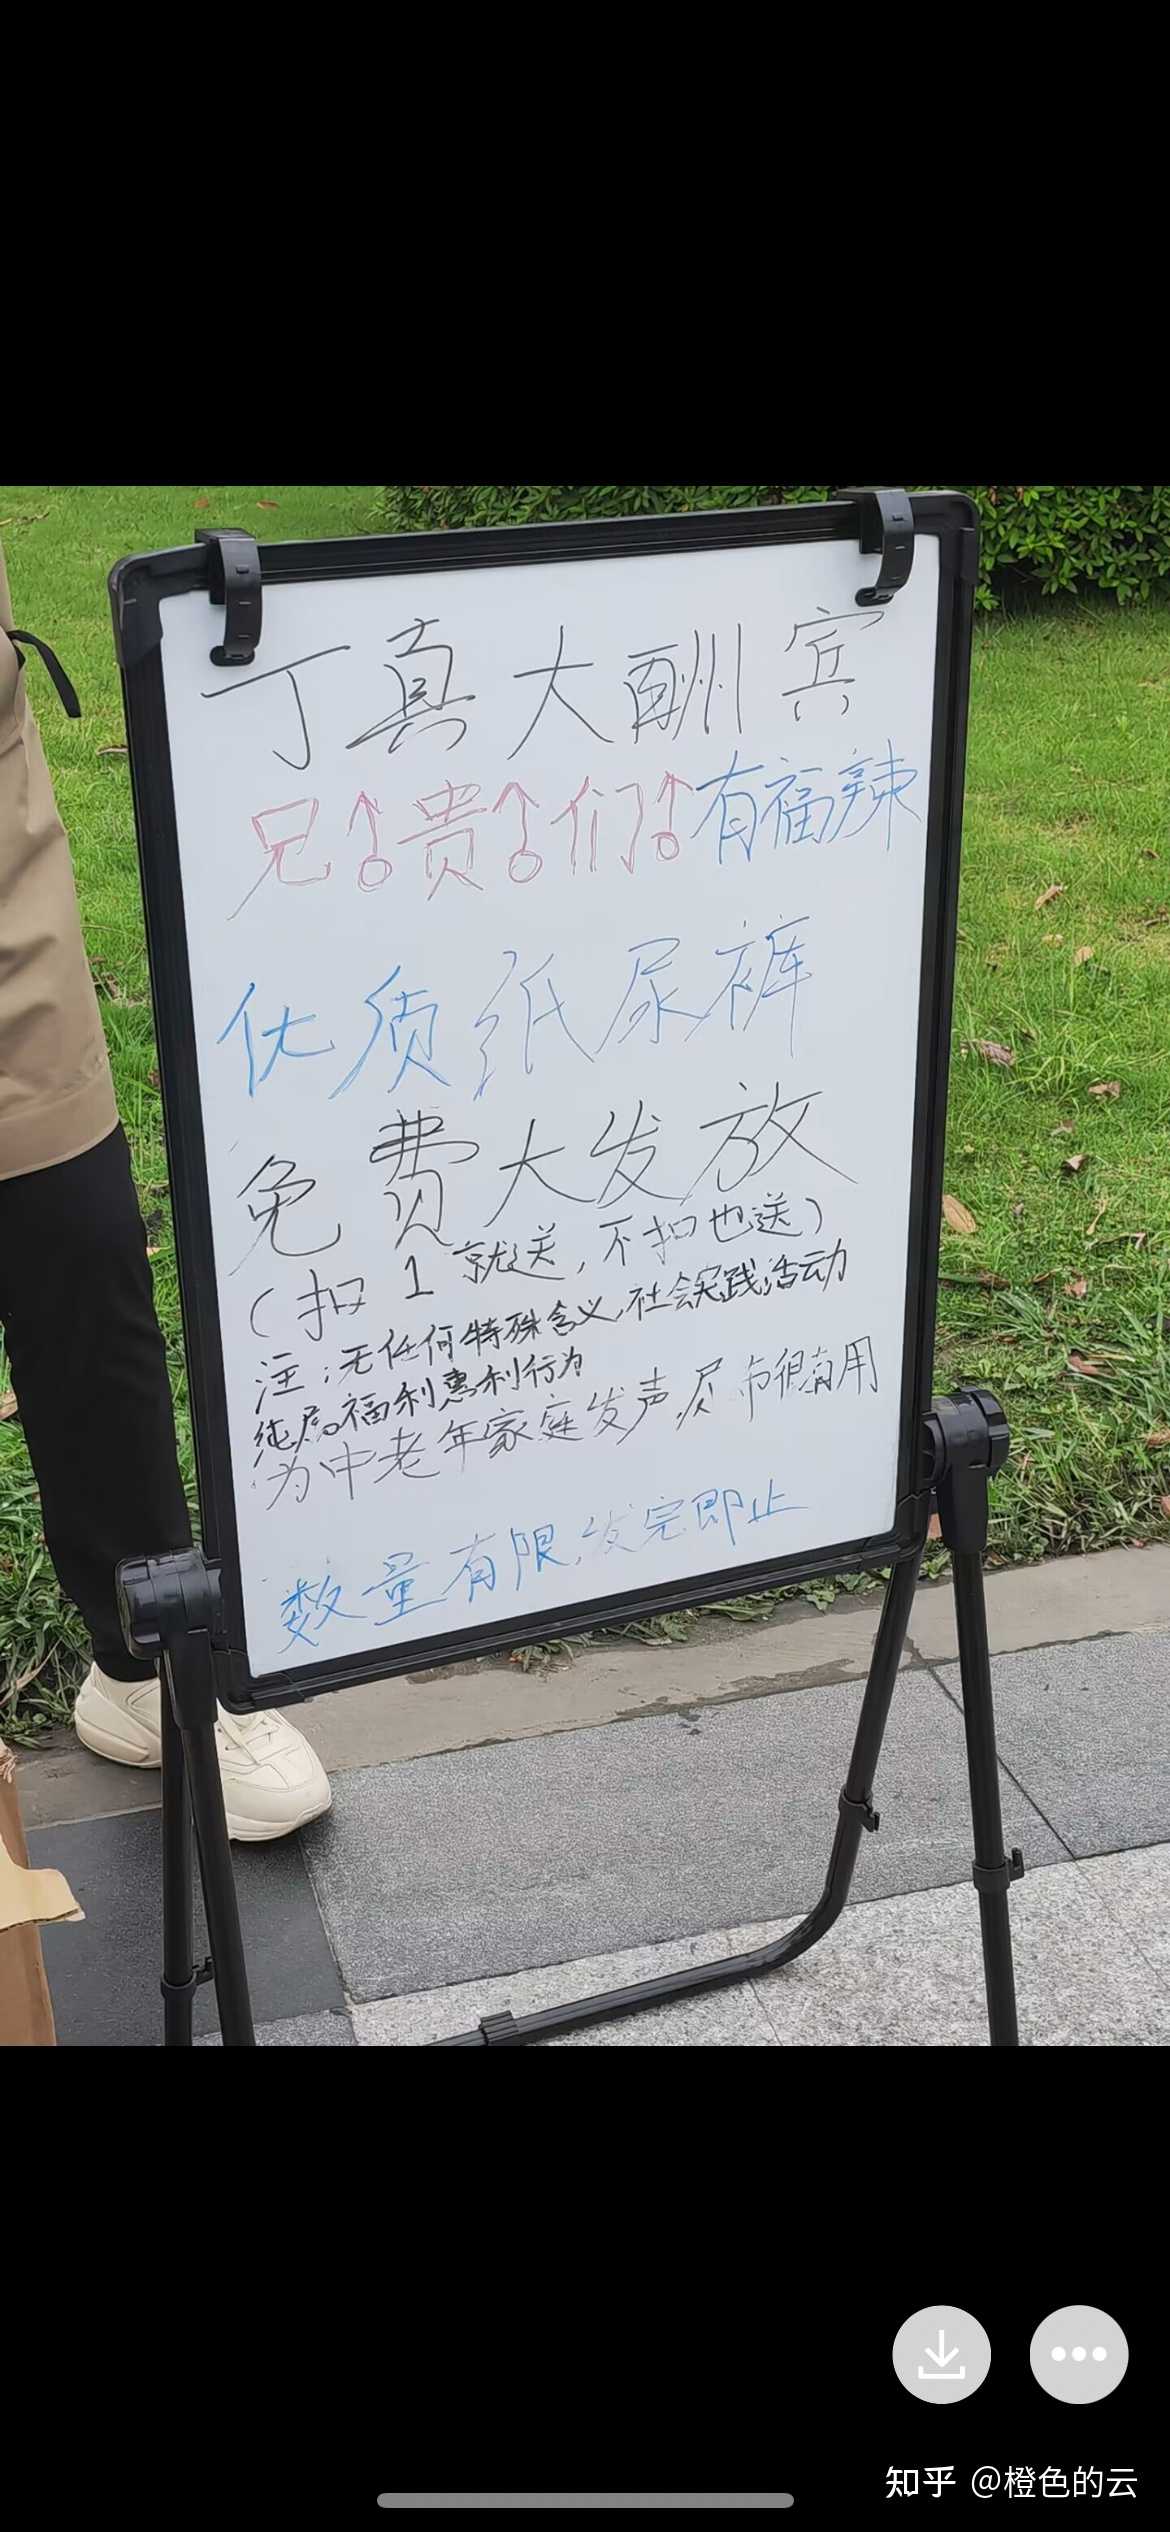 丁真大酬宾
兄↑贵↑们↑有福辣
优质纸尿裤
免费大发放
(扣1就送,不扣也送)
注:无任何特殊含义,社会实践活动
纯属福利惠利行为
为中老年家庭发声,尿布很有用
数量有限,发完即止
知乎 @橙色的云